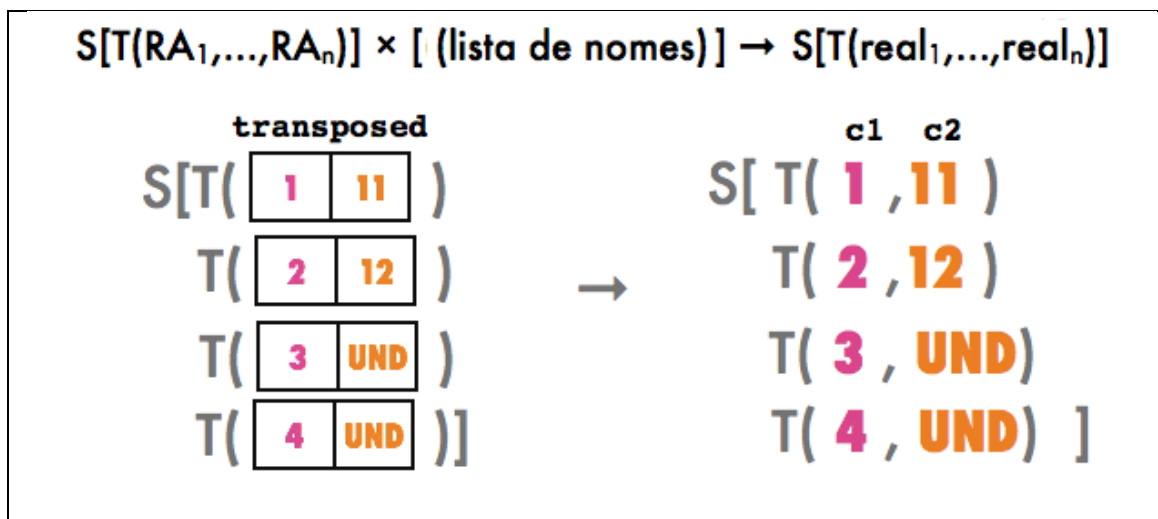 S[T(RA₁,...,RAₙ)] × [ (lista de nomes) ] → S[T(real₁,...,realₙ)]
transposed c1 c2
S[T( 1 11 ) S[ T( 1 , 11 )
T( 2 12 ) → T( 2 , 12 )
T( 3 UND ) T( 3 , UND)
T( 4 UND )] T( 4 , UND) ]